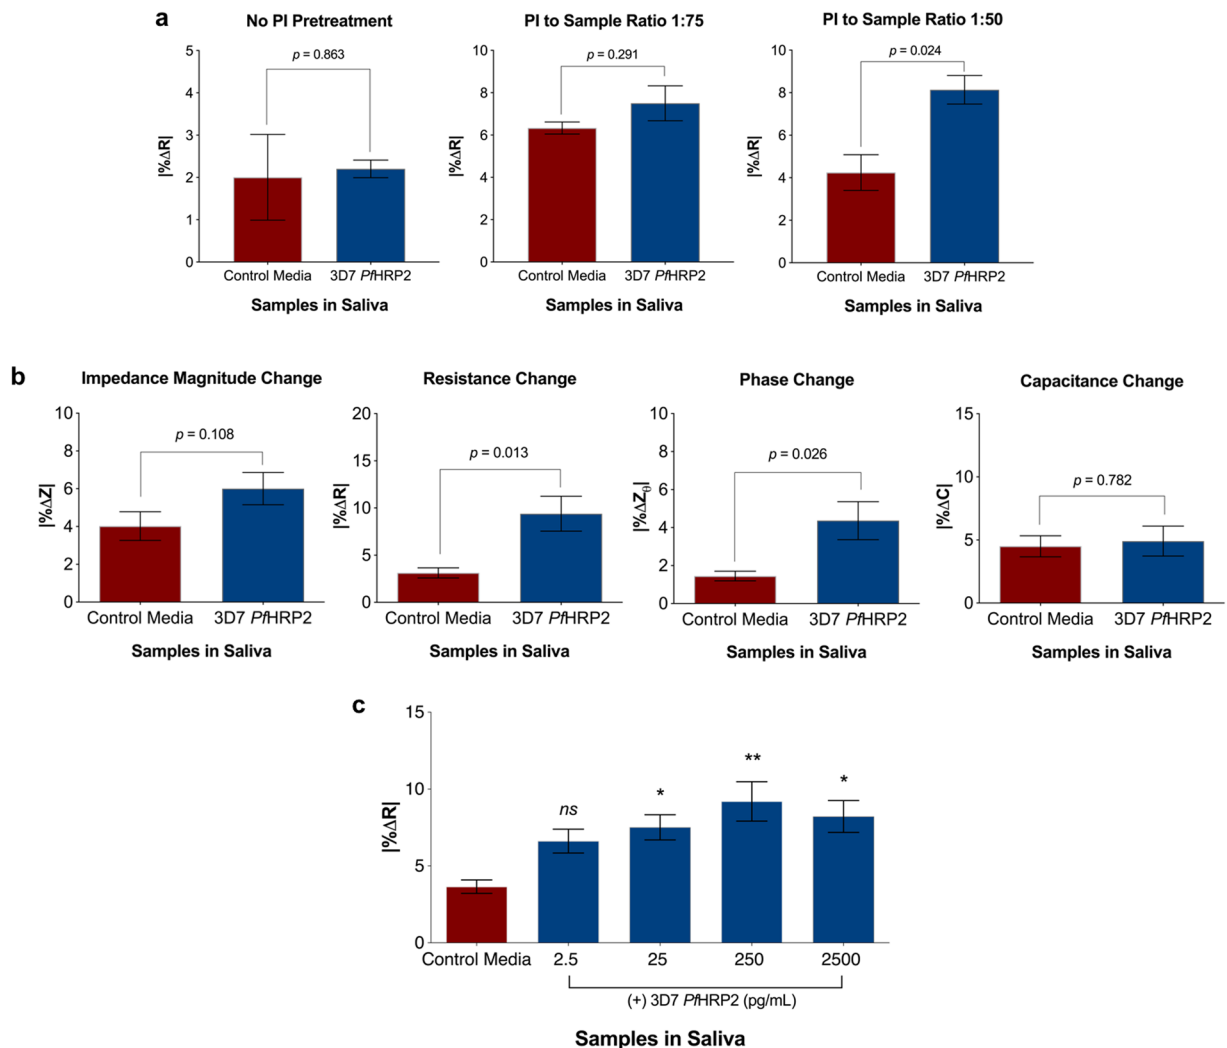 a
No PI Pretreatment
PI to Sample Ratio 1:75
PI to Sample Ratio 1:50
|%ΔR|
5
4
3
2
1
0
p = 0.863
Control Media
3D7 PfHRP2
Samples in Saliva
|%ΔR|
10
8
6
4
2
0
p = 0.291
Control Media
3D7 PfHRP2
Samples in Saliva
|%ΔR|
10
8
6
4
2
0
p = 0.024
Control Media
3D7 PfHRP2
Samples in Saliva
b
Impedance Magnitude Change
|%ΔZ|
10
8
6
4
2
0
p = 0.108
Control Media
3D7 PfHRP2
Samples in Saliva
Resistance Change
|%ΔR|
20
15
10
5
0
p = 0.013
Control Media
3D7 PfHRP2
Samples in Saliva
Phase Change
|%ΔZθ|
10
8
6
4
2
0
p = 0.026
Control Media
3D7 PfHRP2
Samples in Saliva
Capacitance Change
|%ΔC|
15
10
5
0
p = 0.782
Control Media
3D7 PfHRP2
Samples in Saliva
c
|%ΔR|
15
10
5
0
ns
*
**
*
Control Media
2.5
25
250
2500
(+) 3D7 PfHRP2 (pg/mL)
Samples in Saliva